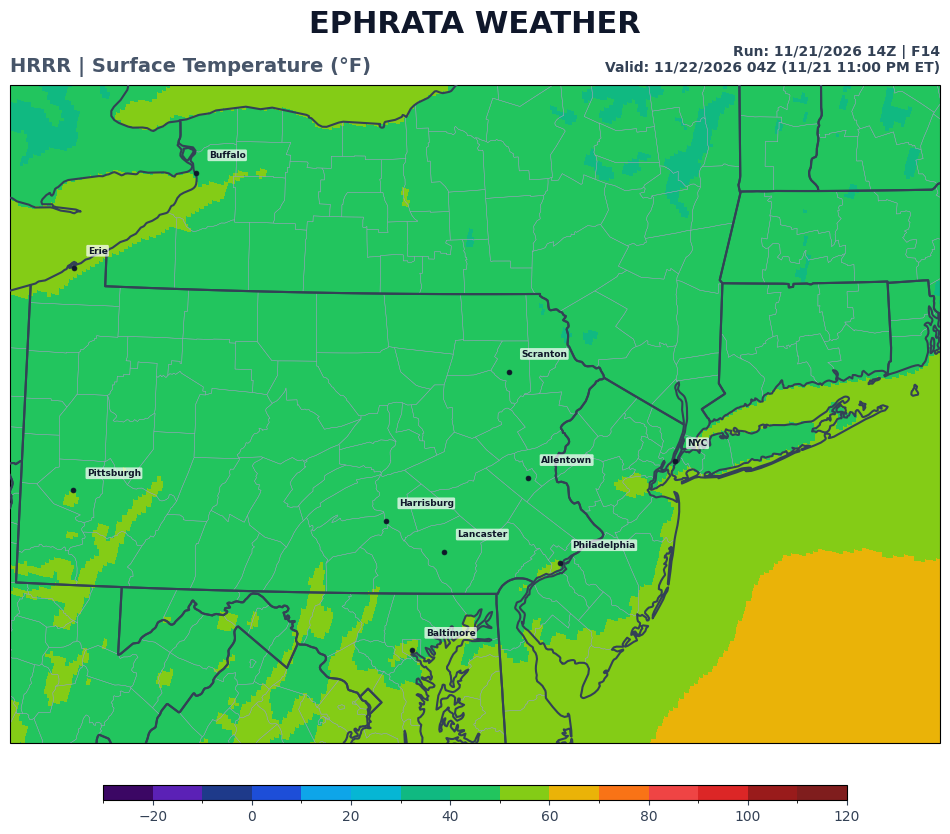 EPHRATA WEATHER
HRRR | Surface Temperature (°F)
Run: 11/21/2026 14Z | F14
Valid: 11/22/2026 04Z (11/21 11:00 PM ET)
Buffalo
Erie
Scranton
NYC
Allentown
Pittsburgh
Harrisburg
Lancaster
Philadelphia
Baltimore
−20 0 20 40 60 80 100 120